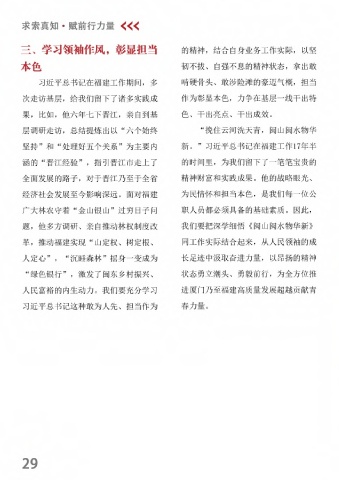 求索真知·赋前行力量
三、学习领袖作风，彰显担当
本色
习近平总书记在福建工作期间，多
次走访基层，给我们留下了诸多实践成
果。比如，他六年七下晋江，亲自到基
层调研走访，总结提炼出以“六个始终
坚持”和“处理好五个关系”为主要内
涵的“晋江经验”，指引晋江市走上了
全面发展的路子，对于晋江乃至于全省
经济社会发展至今影响深远。面对福建
广大林农守着“金山银山”过穷日子问
题，他多方调研、亲自推动林权制度改
革，推动福建实现“山定权、树定根、
人定心”。“沉睡森林”摇身一变成为
“绿色银行”，激发了闽东乡村振兴、
人民富裕的内生动力。我们要充分学习
习近平总书记这种敢为人先、担当作为
的精神，结合自身业务工作实际，以坚
韧不拔、自强不息的精神状态，拿出敢
啃硬骨头、敢涉险滩的豪迈气概，担当
作为彰显本色，力争在基层一线干出特
色、干出亮点、干出成效。
“挽住云河洗天青，闽山闽水物华
新。”习近平总书记在福建工作17年半
的时间里，为我们留下了一笔笔宝贵的
精神财富和实践成果。他的战略眼光、
为民情怀和担当本色，是我们每一位公
职人员都必须具备的基础素质。因此，
我们要把深学细悟《闽山闽水物华新》
同工作实际结合起来，从人民领袖的成
长足迹中汲取奋进力量，以昂扬的精神
状态勇立潮头、勇毅前行，为全方位推
进厦门乃至福建高质量发展超越贡献青
春力量。
29